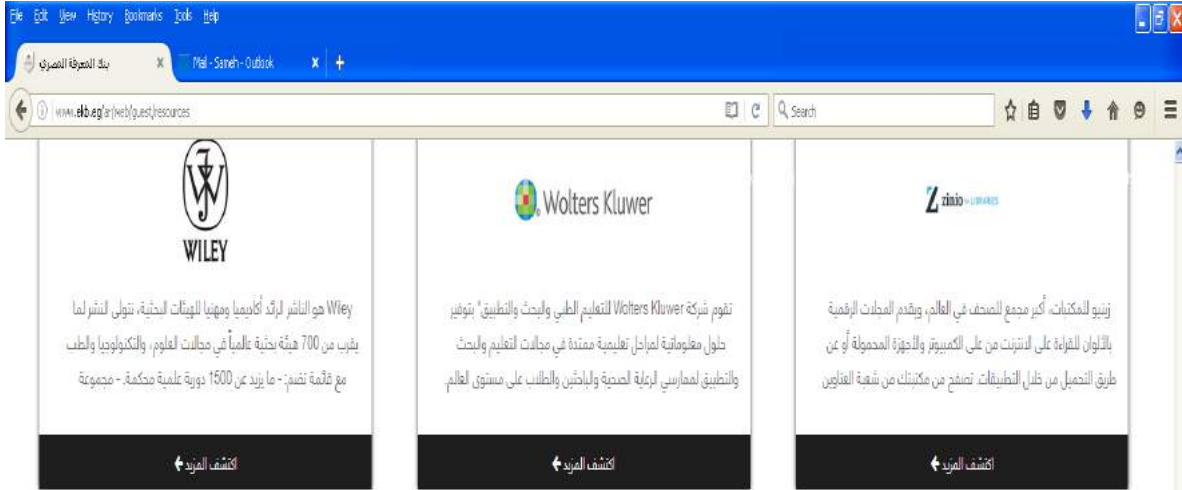 File Edit View History Bookmarks Tools Help
بنك المعرفة المصري x Mail - Sameh - Outlook x +
www.ekb.eg/ar/web/guest/resources Search
WILEY
Wiley هو الناشر الرائد أكاديميا ومهنيا للهيئات البحثية، نتولى النشر لما
يقرب من 700 هيئة بحثية عالمياً في مجالات العلوم، والتكنولوجيا والطب
مع قائمة تضم: - ما يزيد عن 1500 دورية علمية محكمة. - مجموعة
اكتشف المزيد
Wolters Kluwer
تقوم شركة Wolters Kluwer للتعليم الطبي والبحث والتطبيق" بتوفير
حلول معلوماتية لمراحل تعليمية ممتدة في مجالات التعليم والبحث
والتطبيق لممارسي الرعاية الصحية والباحثين والطلاب على مستوى العالم.
اكتشف المزيد
zinio for LIBRARIES
زينيو للمكتبات، أكبر مجمع للصحف في العالم، ويقدم المجلات الرقمية
بالألوان للقراءة على الانترنت من على الكمبيوتر والأجهزة المحمولة أو عن
طريق التحميل من خلال التطبيقات. تصفح من مكتبتك من شعبة العناوين
اكتشف المزيد